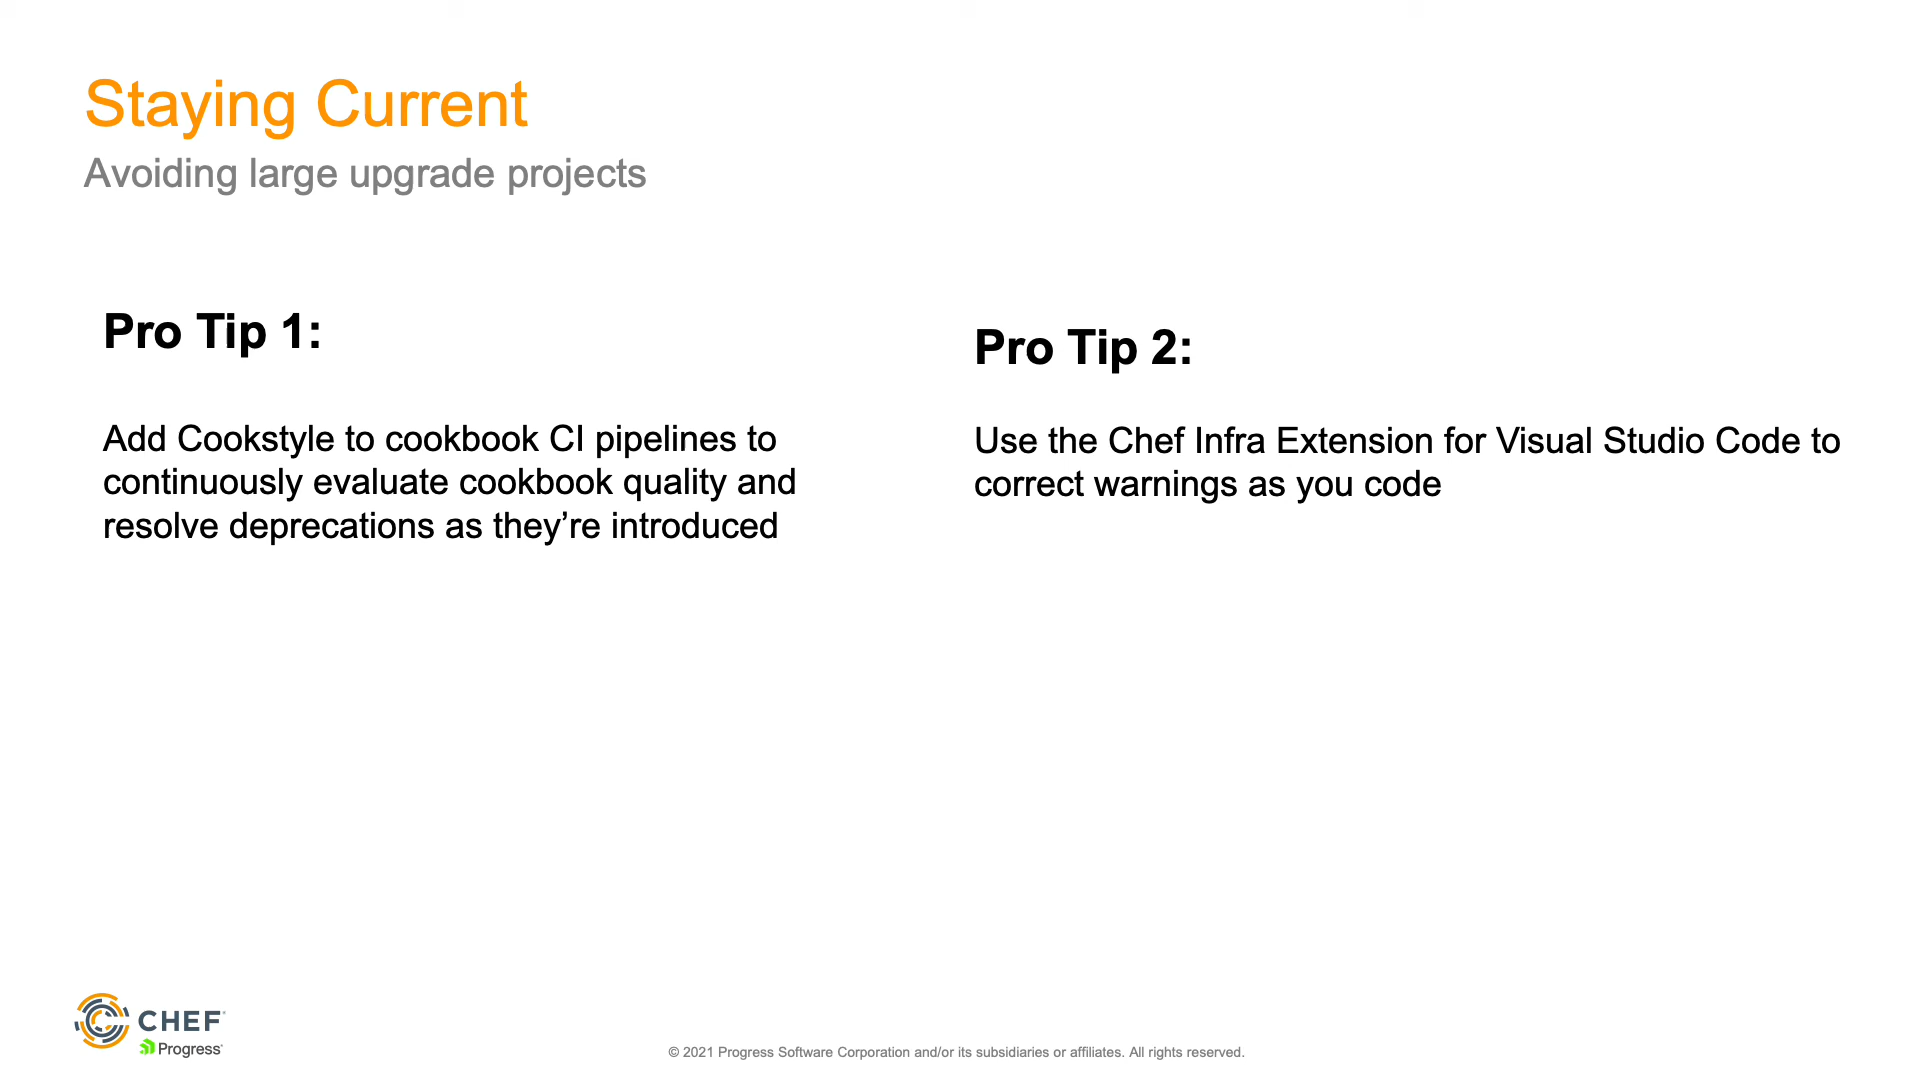 Staying Current
Avoiding large upgrade projects
Pro Tip 1:
Add Cookstyle to cookbook CI pipelines to
continuously evaluate cookbook quality and
resolve deprecations as they’re introduced
Pro Tip 2:
Use the Chef Infra Extension for Visual Studio Code to
correct warnings as you code
CHEF
Progress
© 2021 Progress Software Corporation and/or its subsidiaries or affiliates. All rights reserved.